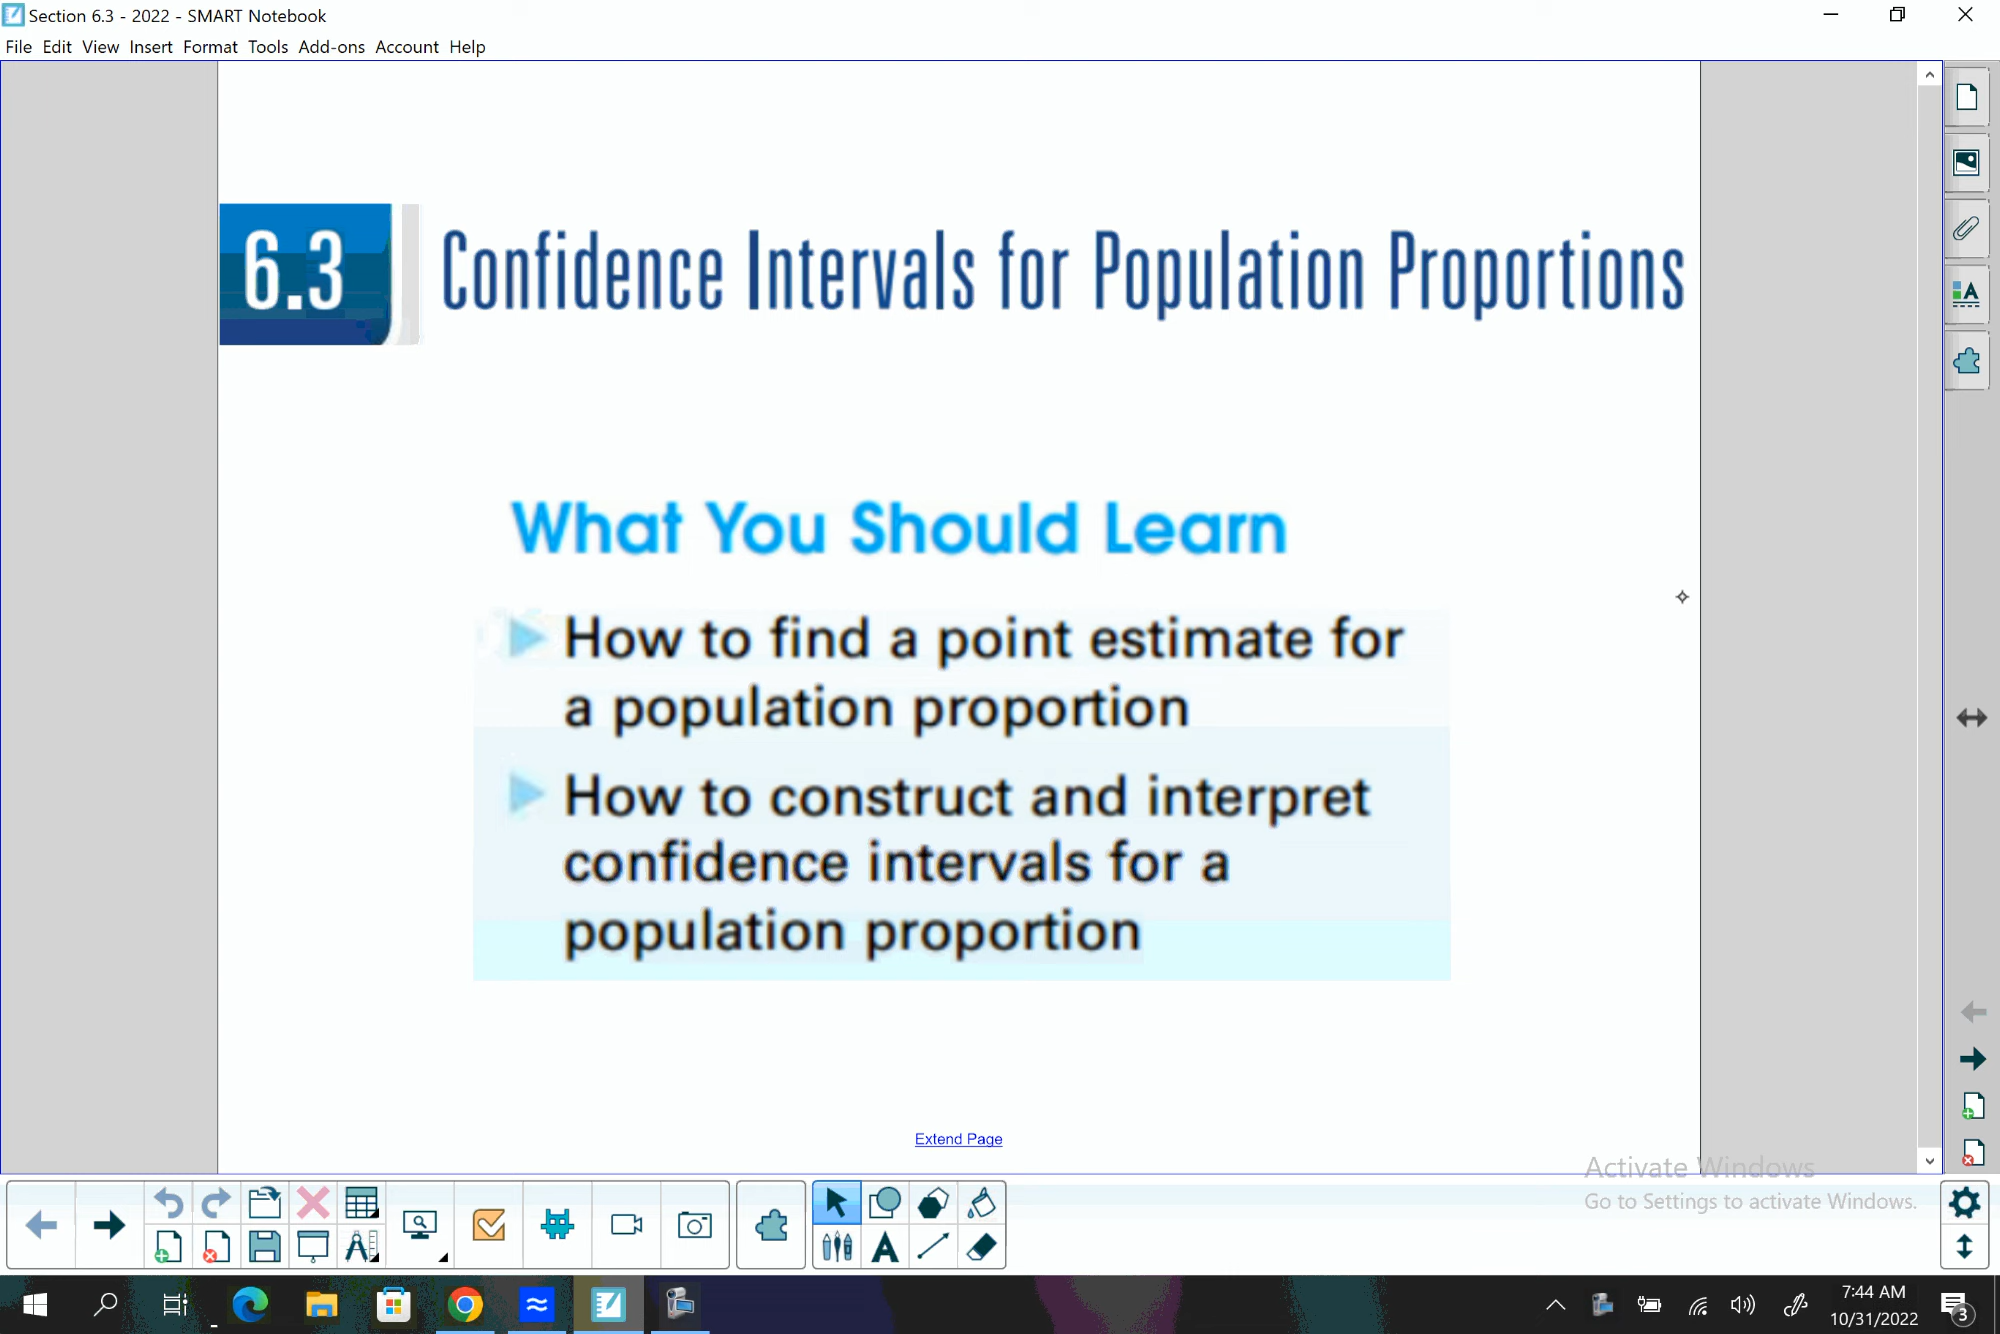 Section 6.3 - 2022 - SMART Notebook
File Edit View Insert Format Tools Add-ons Account Help
6.3 Confidence Intervals for Population Proportions
What You Should Learn
How to find a point estimate for
a population proportion
How to construct and interpret
confidence intervals for a
population proportion
Extend Page
Activate Windows
Go to Settings to activate Windows.
7:44 AM
10/31/2022
3